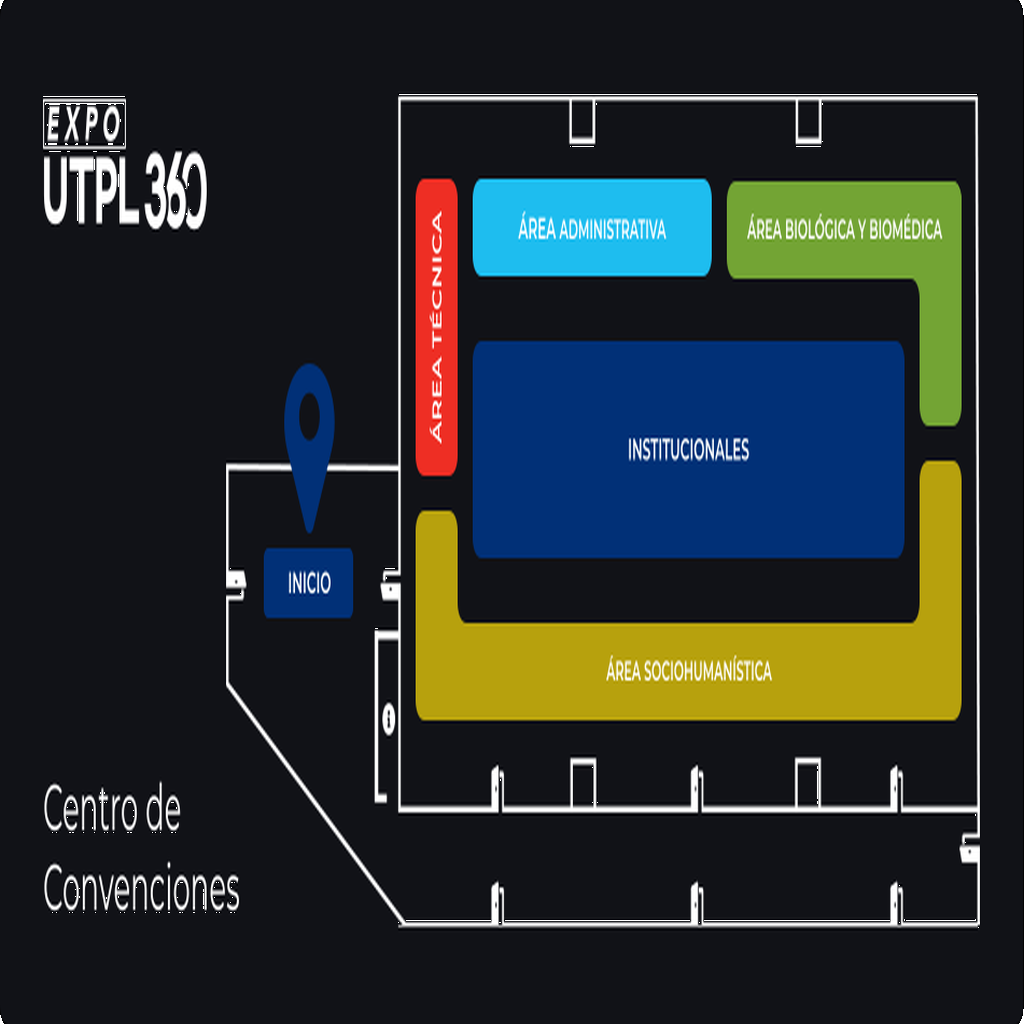 EXPO
UTPL 360
ÁREA TÉCNICA
ÁREA ADMINISTRATIVA
ÁREA BIOLÓGICA Y BIOMÉDICA
INSTITUCIONALES
INICIO
ÁREA SOCIOHUMANÍSTICA
Centro de
Convenciones